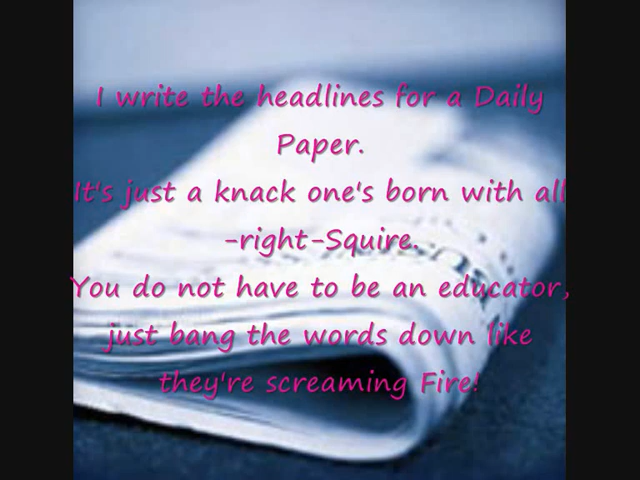 I write the headlines for a Daily
Paper.
It's just a knack one's born with all
-right-Squire.
You do not have to be an educator,
just bang the words down like
they're screaming Fire!